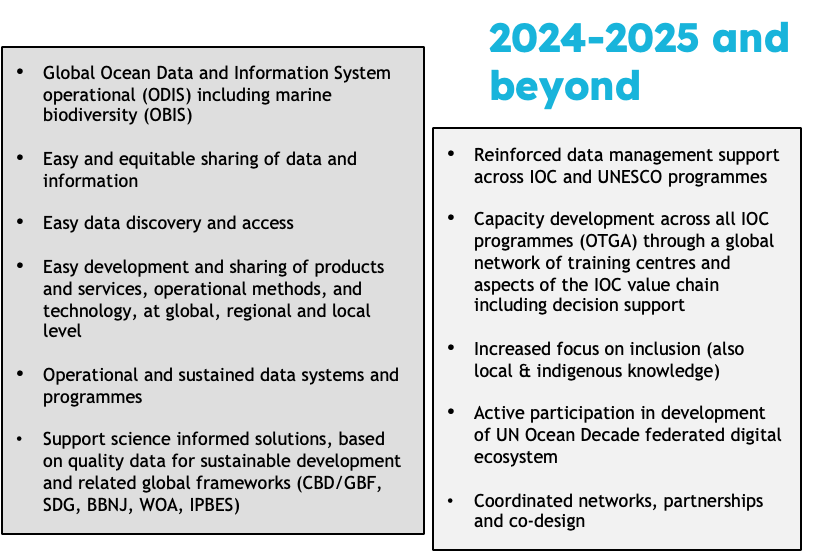 2024-2025 and
beyond
• Global Ocean Data and Information System
operational (ODIS) including marine
biodiversity (OBIS)
• Easy and equitable sharing of data and
information
• Easy data discovery and access
• Easy development and sharing of products
and services, operational methods, and
technology, at global, regional and local
level
• Operational and sustained data systems and
programmes
• Support science informed solutions, based
on quality data for sustainable development
and related global frameworks (CBD/GBF,
SDG, BBNJ, WOA, IPBES)
• Reinforced data management support
across IOC and UNESCO programmes
• Capacity development across all IOC
programmes (OTGA) through a global
network of training centres and
aspects of the IOC value chain
including decision support
• Increased focus on inclusion (also
local & indigenous knowledge)
• Active participation in development
of UN Ocean Decade federated digital
ecosystem
• Coordinated networks, partnerships
and co-design